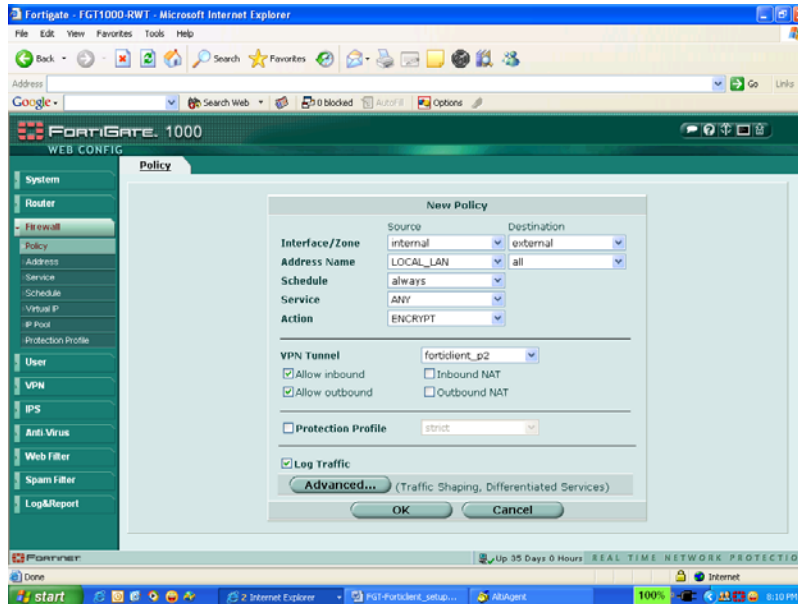 Fortigate - FGT1000-RWT - Microsoft Internet Explorer
File Edit View Favorites Tools Help
Back Search Favorites
Address Go Links
Google Search Web 0 blocked AutoFill Options
FORTIGATE. 1000
WEB CONFIG
Policy
System
Router
Firewall
Policy
Address
Service
Schedule
Virtual IP
IP Pool
Protection Profile
User
VPN
IPS
Anti-Virus
Web Filter
Spam Filter
Log&Report
New Policy
Source Destination
Interface/Zone internal external
Address Name LOCAL_LAN all
Schedule always
Service ANY
Action ENCRYPT
VPN Tunnel forticlient_p2
Allow inbound Inbound NAT
Allow outbound Outbound NAT
Protection Profile strict
Log Traffic
Advanced... (Traffic Shaping, Differentiated Services)
OK Cancel
FORTINET Up 35 Days 0 Hours REAL TIME NETWORK PROTECTIO
Done Internet
start 2 Internet Explorer FGT-Forticlient_setup... AltiAgent 100% 8:10 PM